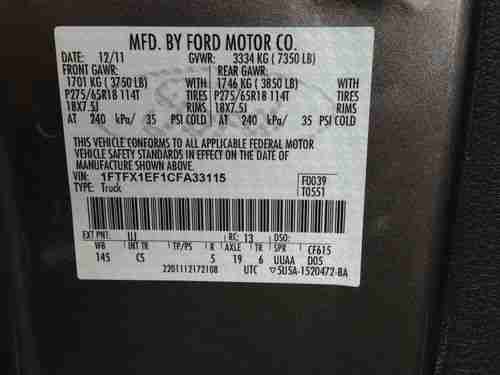 MFD. BY FORD MOTOR CO.
DATE: 12/11 GVWR: 3334 KG ( 7350 LB)
FRONT GAWR: REAR GAWR:
1701 KG ( 3750 LB) WITH 1746 KG ( 3850 LB) WITH
P275/65R18 114T TIRES P275/65R18 114T TIRES
18X7.5J RIMS 18X7.5J RIMS
AT 240 kPa/ 35 PSI COLD AT 240 kPa/ 35 PSI COLD
THIS VEHICLE CONFORMS TO ALL APPLICABLE FEDERAL MOTOR
VEHICLE SAFETY STANDARDS IN EFFECT ON THE DATE OF MANUFACTURE
SHOWN ABOVE.
VIN: 1FTFX1EF1CFA33115
TYPE: Truck
F0039
T0551
EXT PNT: UJ RC: 13 DSO:
WB INT TR TP/PS R AXLE TR SPR CF615
145 CS 5 19 6 UUAA D05
2201112172108 UTC ▽5U5A-1520472-BA